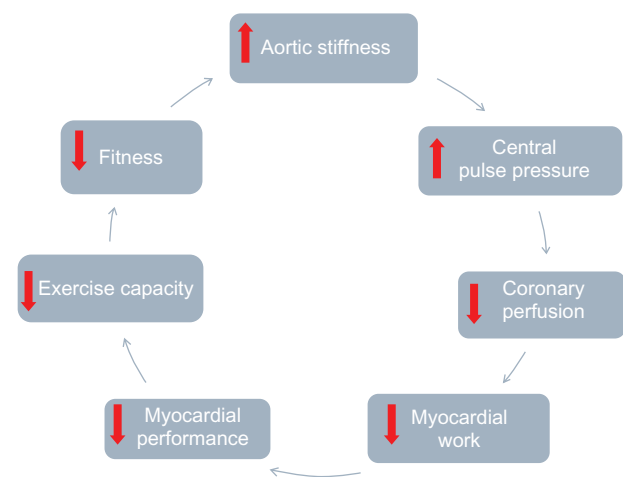 Aortic stiffness
Central
pulse pressure
Coronary
perfusion
Myocardial
work
Myocardial
performance
Exercise capacity
Fitness